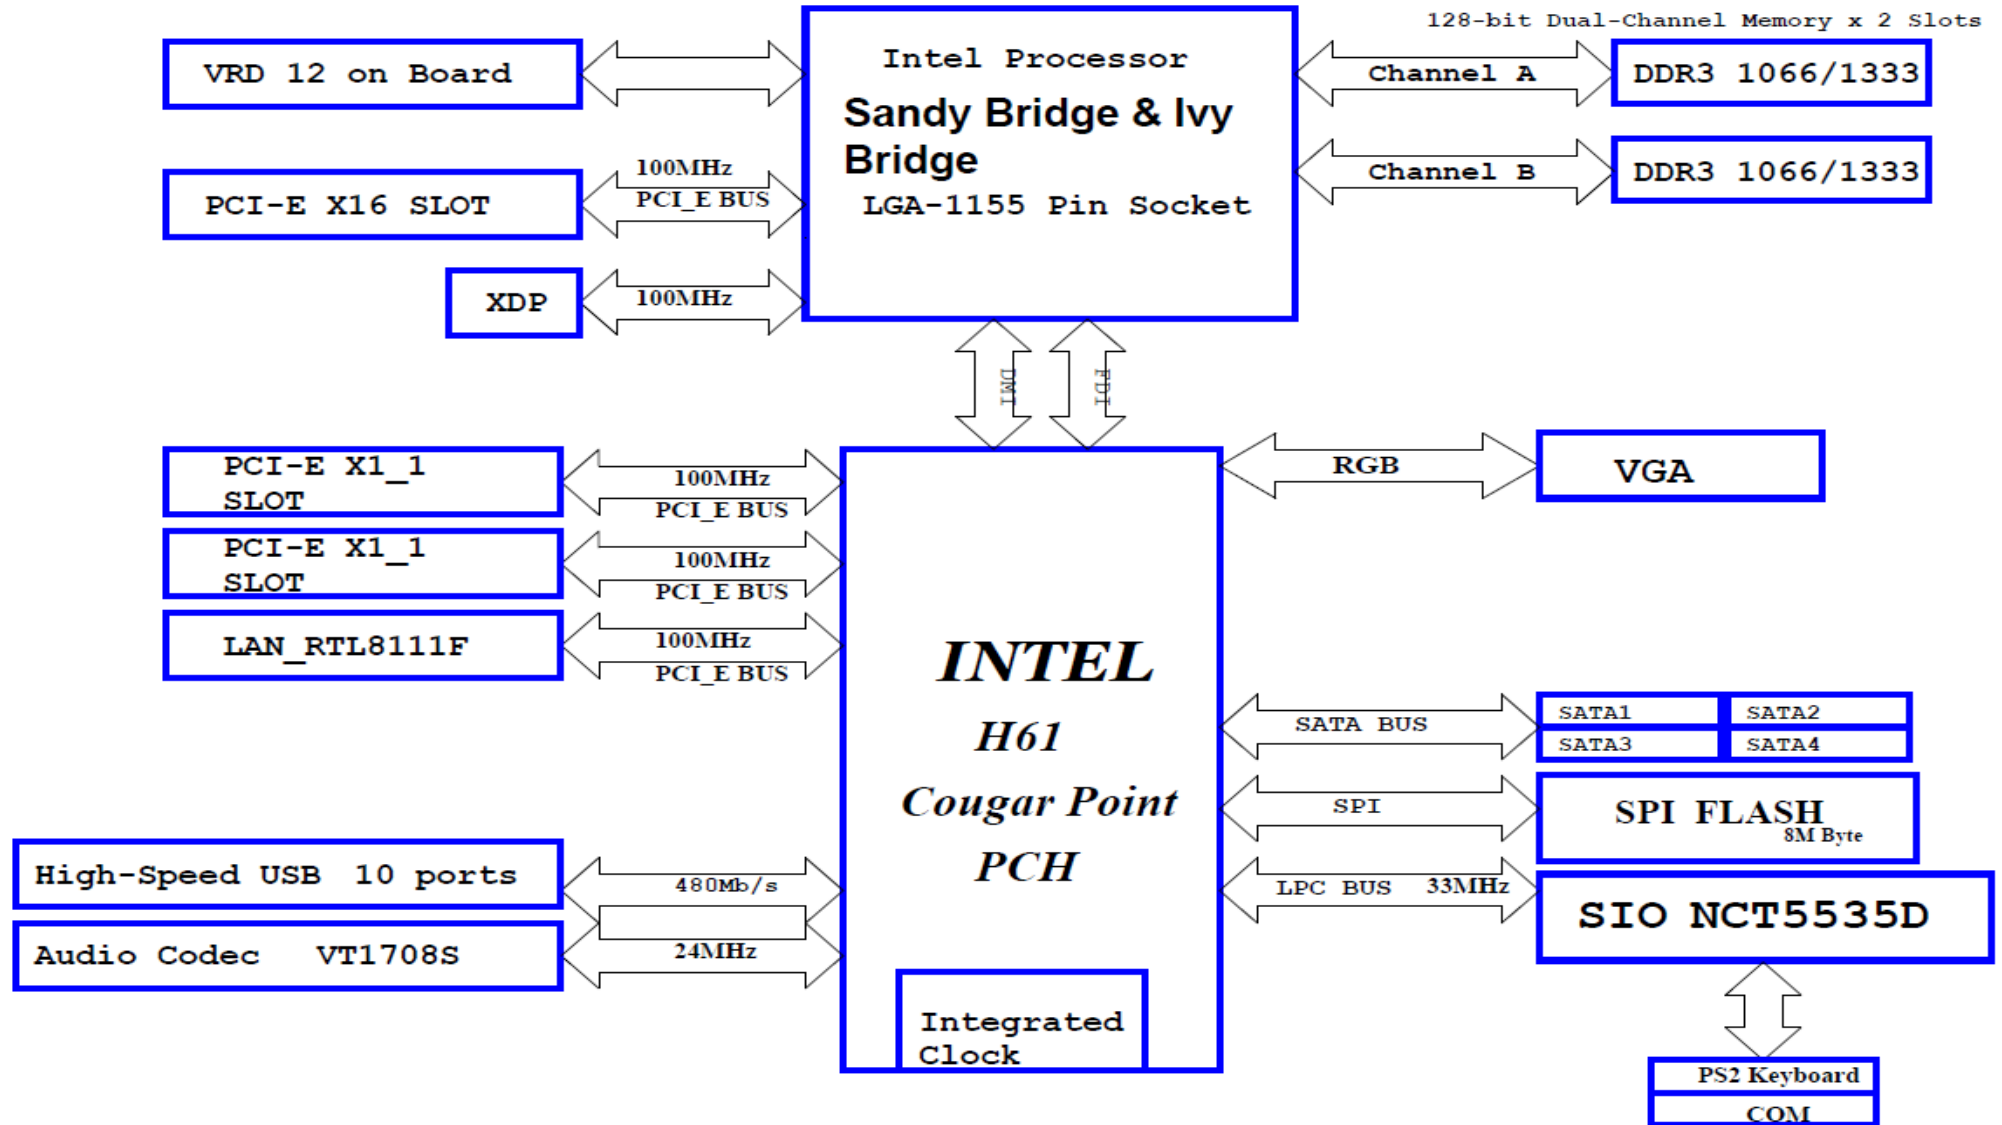 128-bit Dual-Channel Memory x 2 Slots
VRD 12 on Board
Intel Processor
Sandy Bridge & Ivy
Bridge
LGA-1155 Pin Socket
Channel A
DDR3 1066/1333
Channel B
DDR3 1066/1333
PCI-E X16 SLOT
100MHz
PCI_E BUS
XDP
100MHz
DMI
FDI
PCI-E X1_1
SLOT
100MHz
PCI_E BUS
PCI-E X1_1
SLOT
100MHz
PCI_E BUS
LAN_RTL8111F
100MHz
PCI_E BUS
RGB
VGA
INTEL
H61
Cougar Point
PCH
SATA BUS
SATA1
SATA2
SATA3
SATA4
SPI
SPI FLASH
8M Byte
High-Speed USB 10 ports
480Mb/s
LPC BUS 33MHz
SIO NCT5535D
Audio Codec VT1708S
24MHz
Integrated
Clock
PS2 Keyboard
COM